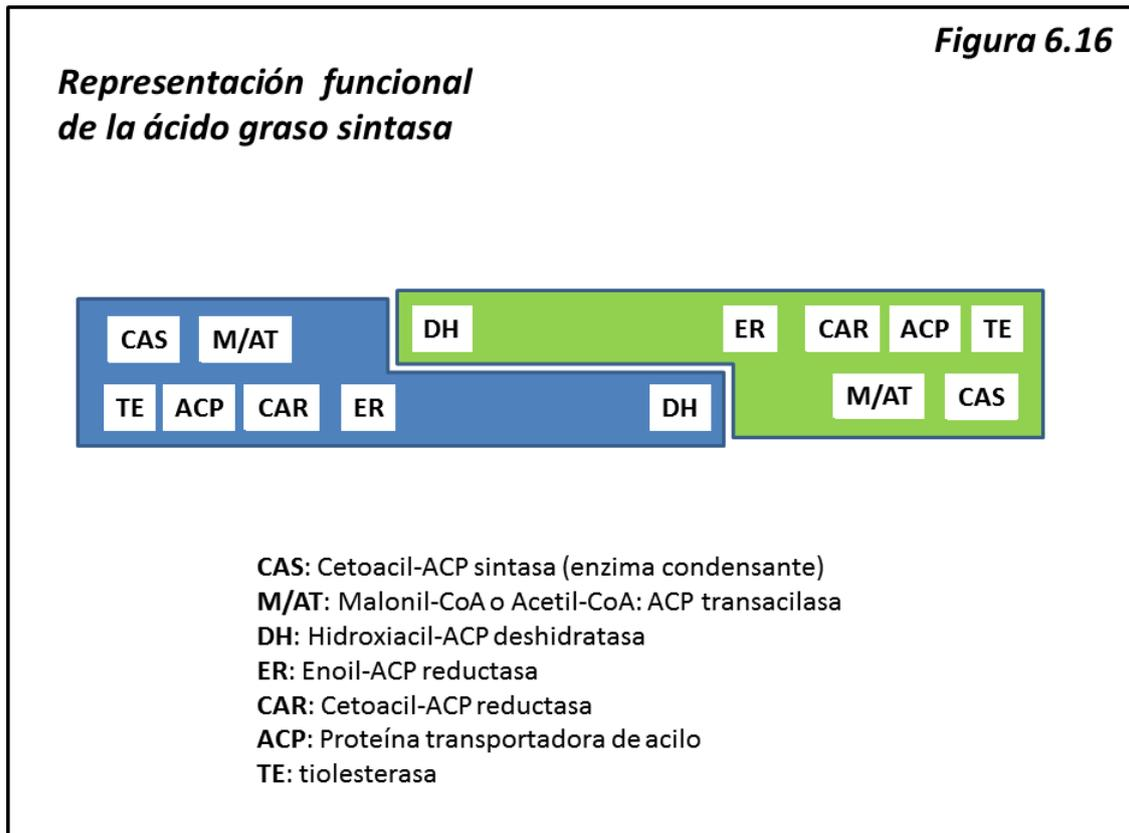 Figura 6.16
Representación funcional
de la ácido graso sintasa
CAS M/AT
TE ACP CAR ER DH
DH ER CAR ACP TE
M/AT CAS
CAS: Cetoacil-ACP sintasa (enzima condensante)
M/AT: Malonil-CoA o Acetil-CoA: ACP transacilasa
DH: Hidroxiacil-ACP deshidratasa
ER: Enoil-ACP reductasa
CAR: Cetoacil-ACP reductasa
ACP: Proteína transportadora de acilo
TE: tiolesterasa